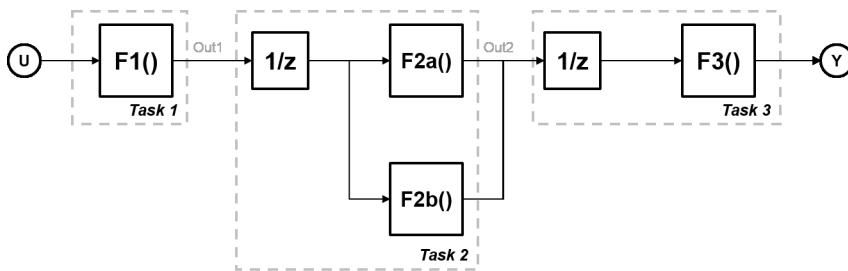 U
F1()
Out1
Task 1
1/z
F2a()
Out2
F2b()
Task 2
1/z
F3()
Task 3
Y